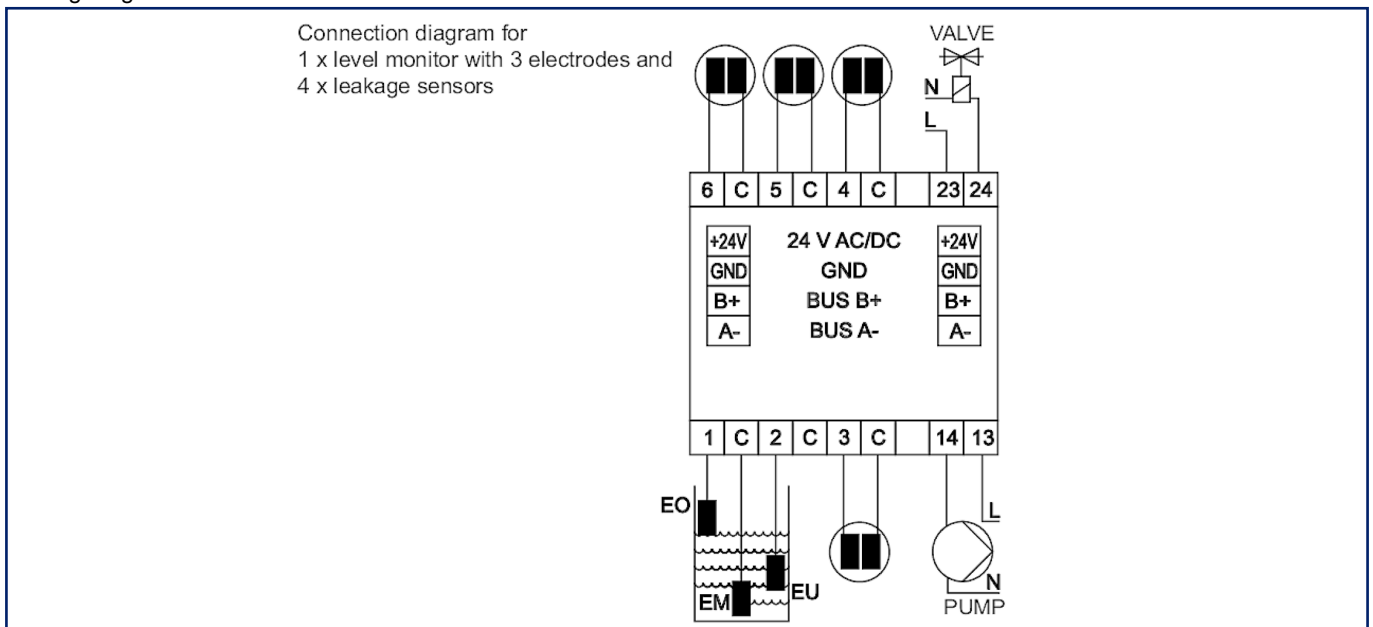 Connection diagram for
1 x level monitor with 3 electrodes and
4 x leakage sensors
VALVE
N
L
6 C 5 C 4 C 23 24
+24V 24 V AC/DC +24V
GND GND GND
B+ BUS B+ B+
A- BUS A- A-
1 C 2 C 3 C 14 13
EO
L
EU
N
EM
PUMP